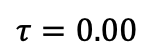 τ = 0.00